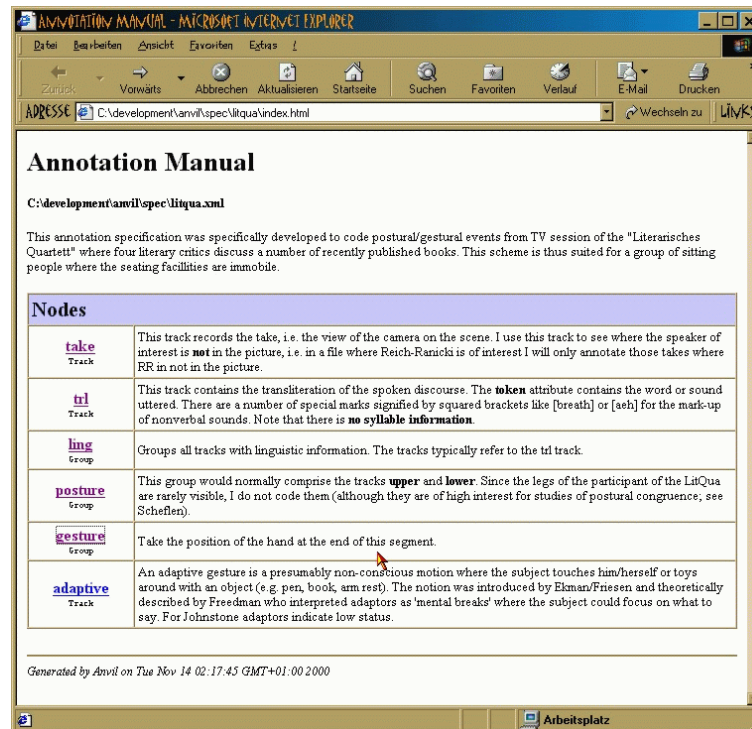 ANNOTATION MANUAL - MICROSOFT INTERNET EXPLORER
Datei Bearbeiten Ansicht Favoriten Extras ?
Zurück Vorwärts Abbrechen Aktualisieren Startseite Suchen Favoriten Verlauf E-Mail Drucken
ADRESSE C:\development\anvil\spec\litqua\index.html Wechseln zu LINKS
Annotation Manual
C:\development\anvil\spec\litqua.xml
This annotation specification was specifically developed to code postural/gestural events from TV session of the "Literarisches
Quartett" where four literary critics discuss a number of recently published books. This scheme is thus suited for a group of sitting
people where the seating facillities are immobile.
Nodes
take
Track
This track records the take, i.e. the view of the camera on the scene. I use this track to see where the speaker of
interest is not in the picture, i.e. in a file where Reich-Ranicki is of interest I will only annotate those takes where
RR in not in the picture.
trl
Track
This track contains the transliteration of the spoken discourse. The token attribute contains the word or sound
uttered. There are a number of special marks signified by squared brackets like [breath] or [aeh] for the mark-up
of nonverbal sounds. Note that there is no syllable information.
ling
Group
Groups all tracks with linguistic information. The tracks typically refer to the trl track.
posture
Group
This group would normally comprise the tracks upper and lower. Since the legs of the participant of the LitQua
are rarely visible, I do not code them (although they are of high interest for studies of postural congruence; see
Scheflen).
gesture
Group
Take the position of the hand at the end of this segment.
adaptive
Track
An adaptive gesture is a presumably non-conscious motion where the subject touches him/herself or toys
around with an object (e.g. pen, book, arm rest). The notion was introduced by Ekman/Friesen and theoretically
described by Freedman who interpreted adaptors as 'mental breaks' where the subject could focus on what to
say. For Johnstone adaptors indicate low status.
Generated by Anvil on Tue Nov 14 02:17:45 GMT+01:00 2000
Arbeitsplatz